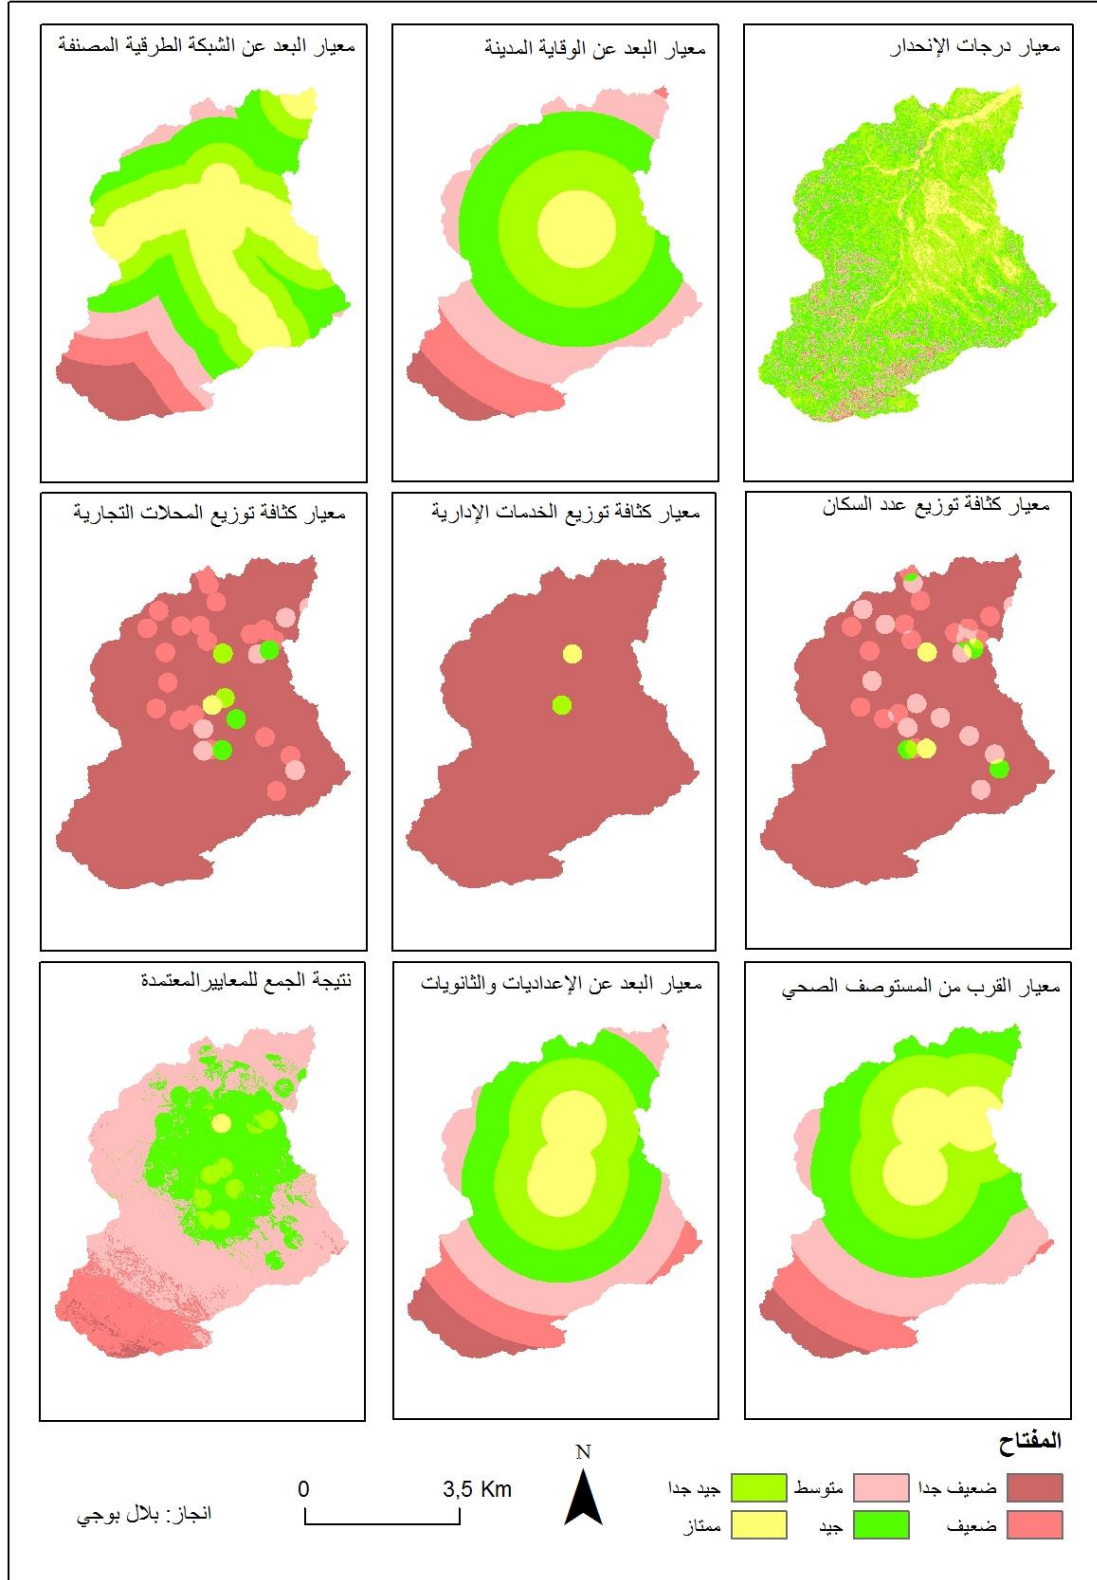 معيار درجات الإنحدار
معيار البعد عن الوقاية المدينة
معيار البعد عن الشبكة الطرقية المصنفة
معيار كثافة توزيع عدد السكان
معيار كثافة توزيع الخدمات الإدارية
معيار كثافة توزيع المحلات التجارية
معيار القرب من المستوصف الصحي
معيار البعد عن الإعداديات والثانويات
نتيجة الجمع للمعاييرالمعتمدة
المفتاح
ضعيف جدا
متوسط
جيد جدا
ضعيف
جيد
ممتاز
N
0
3,5 Km
انجاز: بلال بوجي